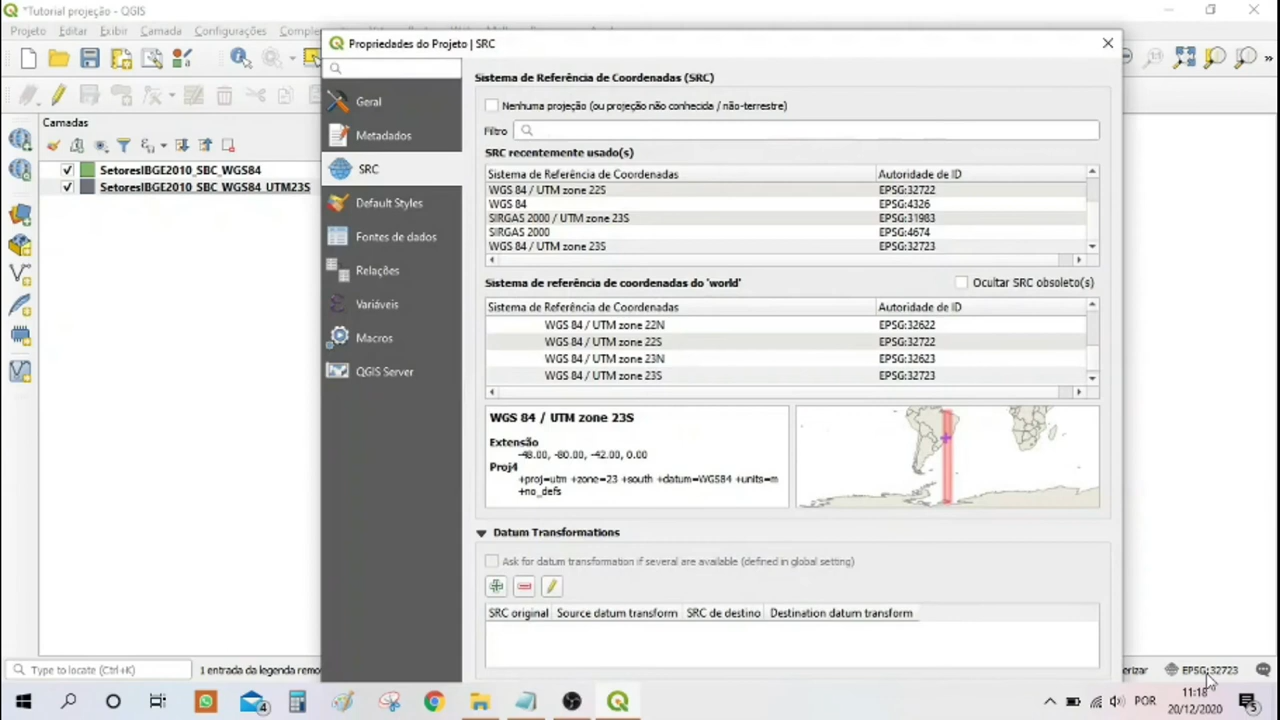 *Tutorial projeção - QGIS
Projeto Editar Exibir Camada Configurações
Propriedades do Projeto | SRC
Camadas
SetoresIBGE2010_SBC_WGS84
SetoresIBGE2010_SBC_WGS84_UTM23S
Geral
Metadados
SRC
Default Styles
Fontes de dados
Relações
Variáveis
Macros
QGIS Server
Sistema de Referência de Coordenadas (SRC)
Nenhuma projeção (ou projeção não conhecida / não-terrestre)
Filtro
SRC recentemente usado(s)
Sistema de Referência de Coordenadas Autoridade de ID
WGS 84 / UTM zone 22S EPSG:32722
WGS 84 EPSG:4326
SIRGAS 2000 / UTM zone 23S EPSG:31983
SIRGAS 2000 EPSG:4674
WGS 84 / UTM zone 23S EPSG:32723
Sistema de referência de coordenadas do 'world' Ocultar SRC obsoleto(s)
Sistema de Referência de Coordenadas Autoridade de ID
WGS 84 / UTM zone 22N EPSG:32622
WGS 84 / UTM zone 22S EPSG:32722
WGS 84 / UTM zone 23N EPSG:32623
WGS 84 / UTM zone 23S EPSG:32723
WGS 84 / UTM zone 23S
Extensão
-48.00, -80.00, -42.00, 0.00
Proj4
+proj=utm +zone=23 +south +datum=WGS84 +units=m
+no_defs
Datum Transformations
Ask for datum transformation if several are available (defined in global setting)
SRC original Source datum transform SRC de destino Destination datum transform
Type to locate (Ctrl+K) 1 entrada da legenda remo erizar EPSG:32723
4 POR 11:18 5
20/12/2020